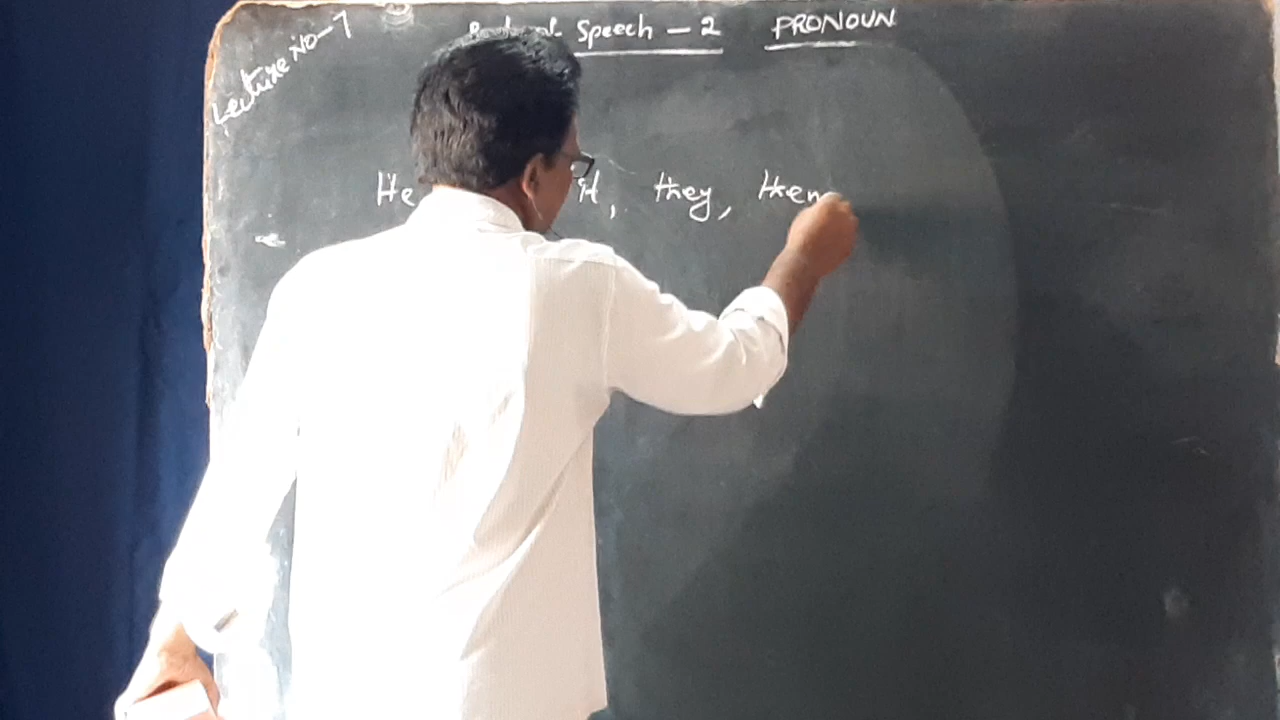 Lecture No-7
Speech - 2 PRONOUN
He it, they, them